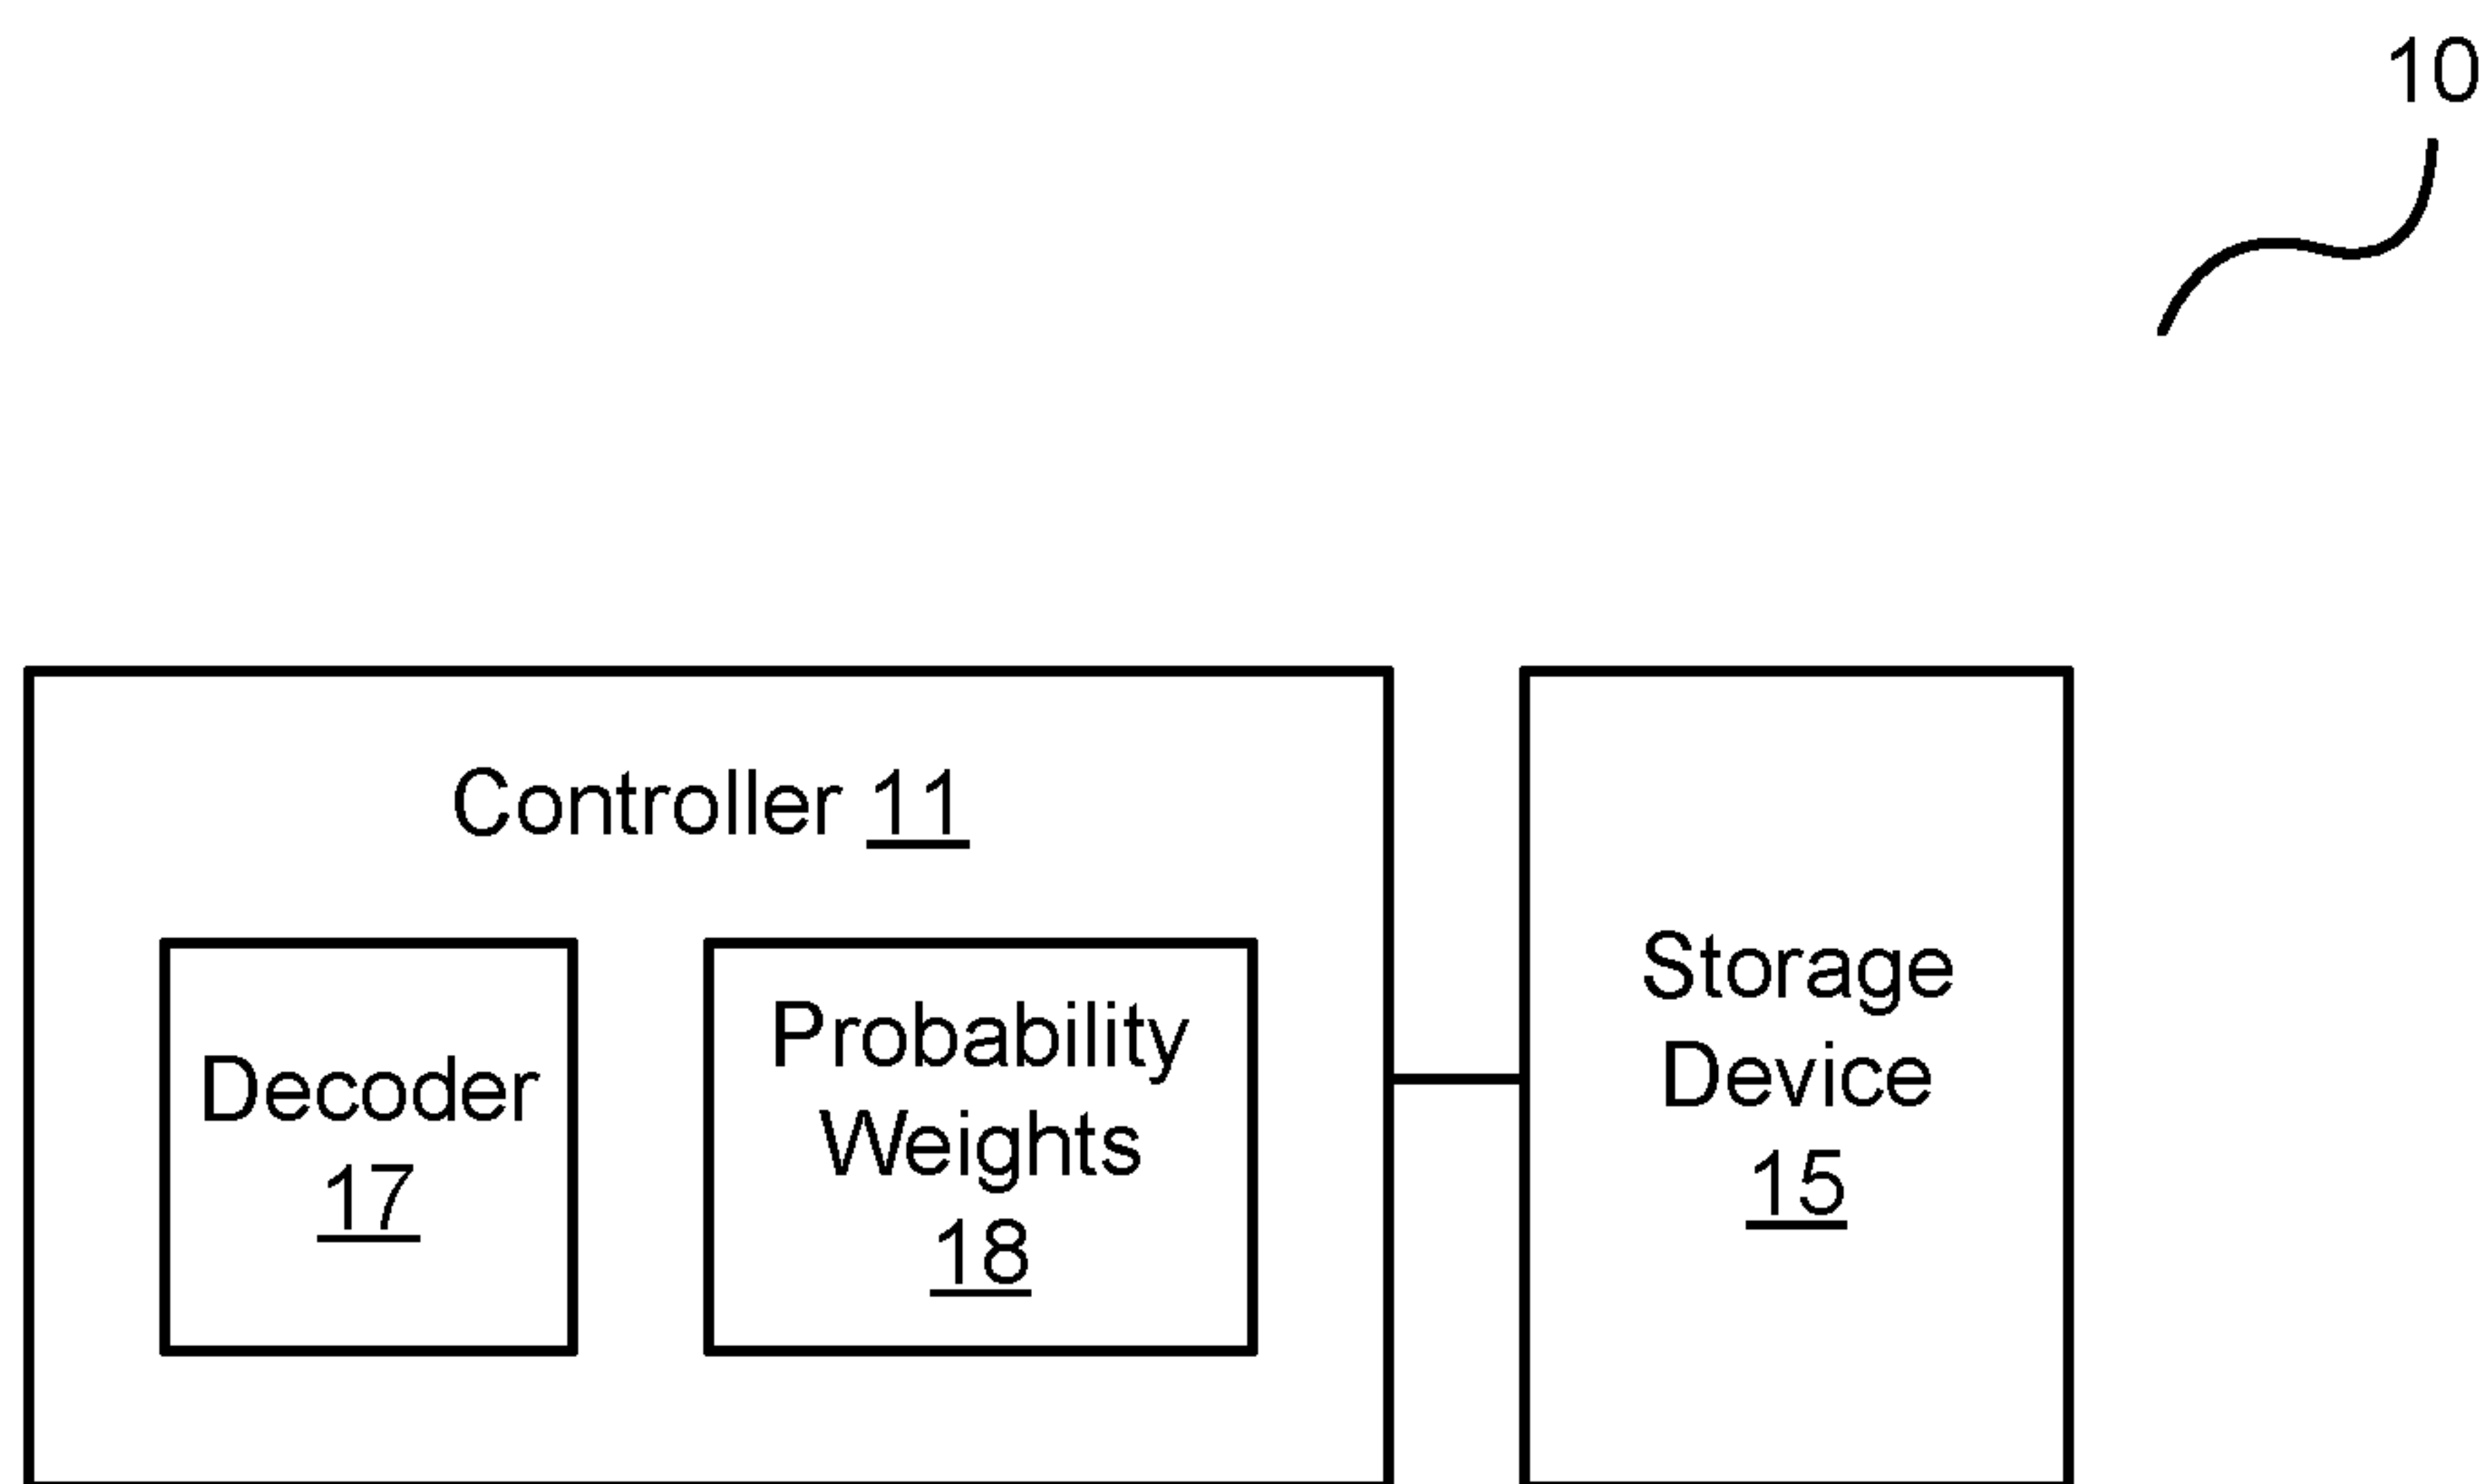 10
Controller 11
Decoder
17
Probability
Weights
18
Storage
Device
15